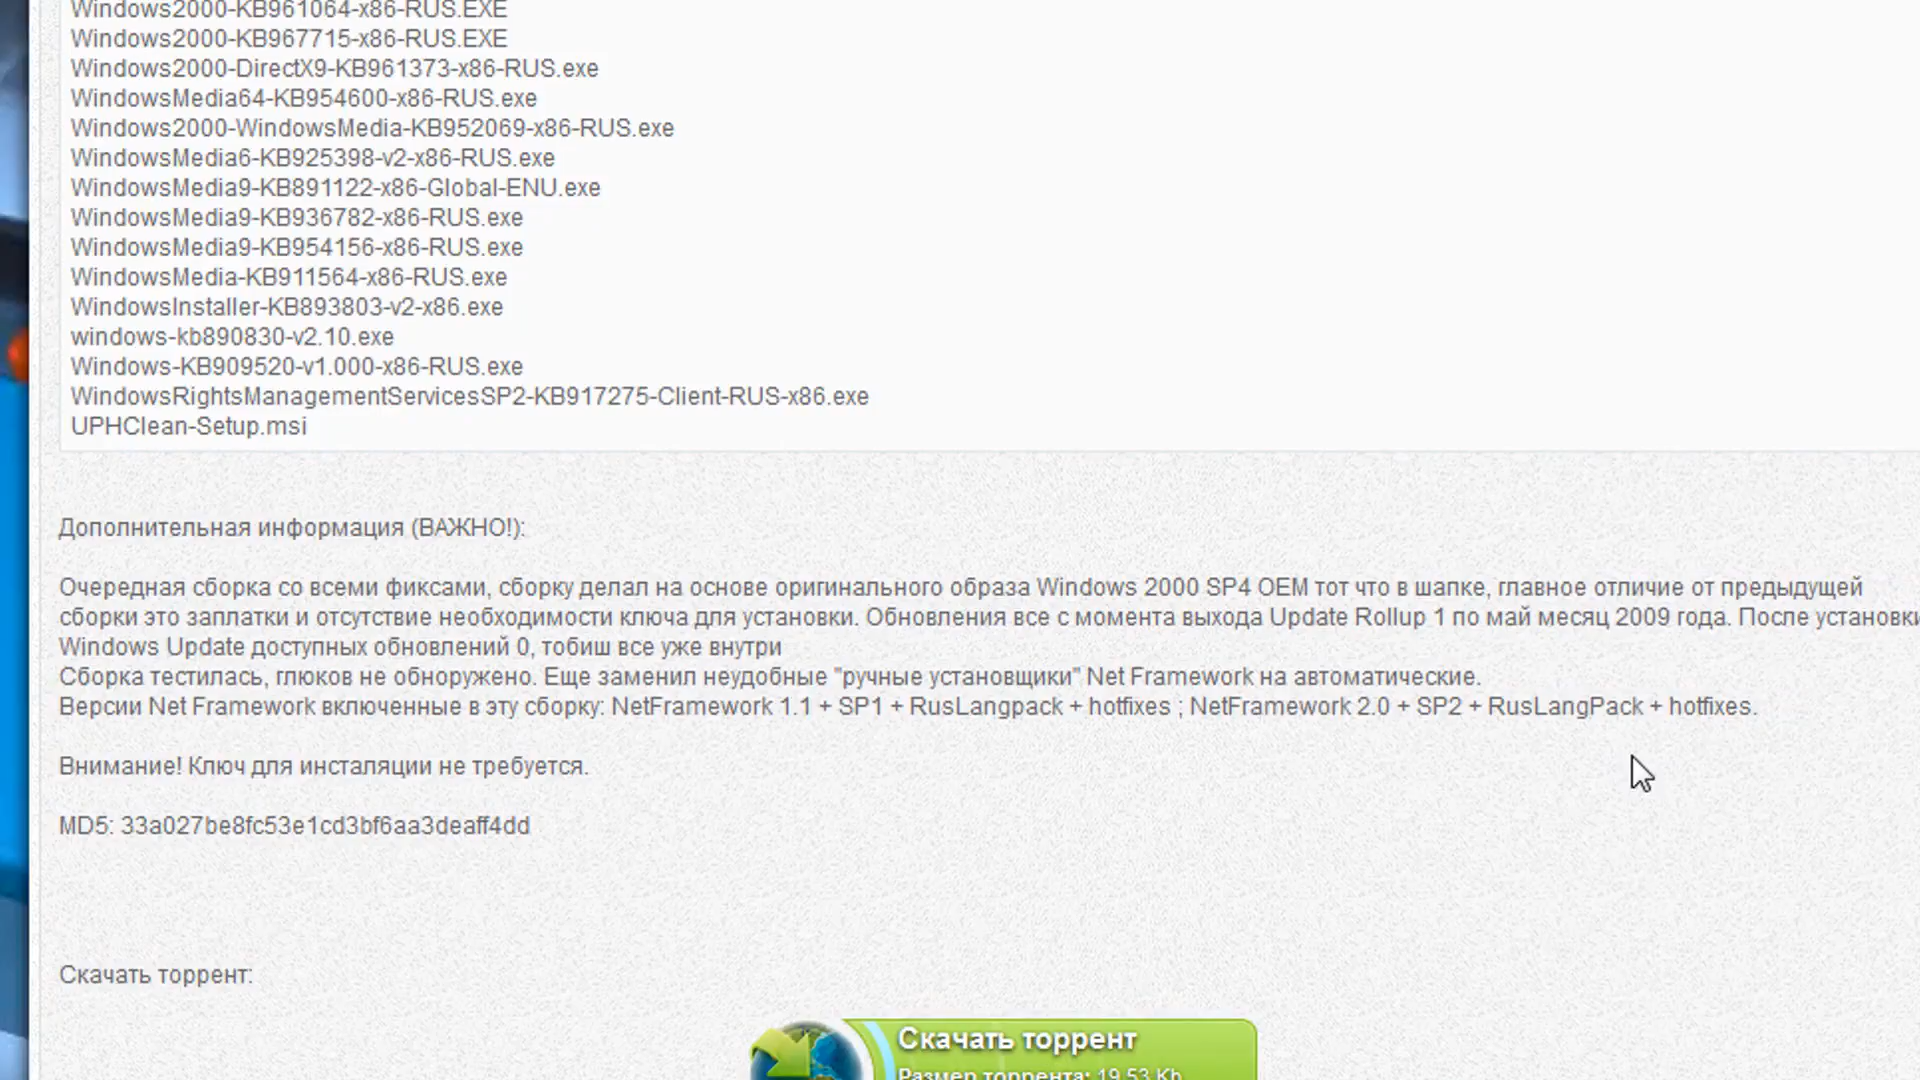 Windows2000-KB961064-x86-RUS.EXE
Windows2000-KB967715-x86-RUS.EXE
Windows2000-DirectX9-KB961373-x86-RUS.exe
WindowsMedia64-KB954600-x86-RUS.exe
Windows2000-WindowsMedia-KB952069-x86-RUS.exe
WindowsMedia6-KB925398-v2-x86-RUS.exe
WindowsMedia9-KB891122-x86-Global-ENU.exe
WindowsMedia9-KB936782-x86-RUS.exe
WindowsMedia9-KB954156-x86-RUS.exe
WindowsMedia-KB911564-x86-RUS.exe
WindowsInstaller-KB893803-v2-x86.exe
windows-kb890830-v2.10.exe
Windows-KB909520-v1.000-x86-RUS.exe
WindowsRightsManagementServicesSP2-KB917275-Client-RUS-x86.exe
UPHClean-Setup.msi
Дополнительная информация (ВАЖНО!):
Очередная сборка со всеми фиксами, сборку делал на основе оригинального образа Windows 2000 SP4 OEM тот что в шапке, главное отличие от предыдущей
сборки это заплатки и отсутствие необходимости ключа для установки. Обновления все с момента выхода Update Rollup 1 по май месяц 2009 года. После установки
Windows Update доступных обновлений 0, тобиш все уже внутри
Сборка тестилась, глюков не обноружено. Еще заменил неудобные "ручные установщики" Net Framework на автоматические.
Версии Net Framework включенные в эту сборку: NetFramework 1.1 + SP1 + RusLangpack + hotfixes ; NetFramework 2.0 + SP2 + RusLangPack + hotfixes.
Внимание! Ключ для инсталяции не требуется.
MD5: 33a027be8fc53e1cd3bf6aa3deaff4dd
Скачать торрент:
Скачать торрент
Размер торрента: 19.53 Kb